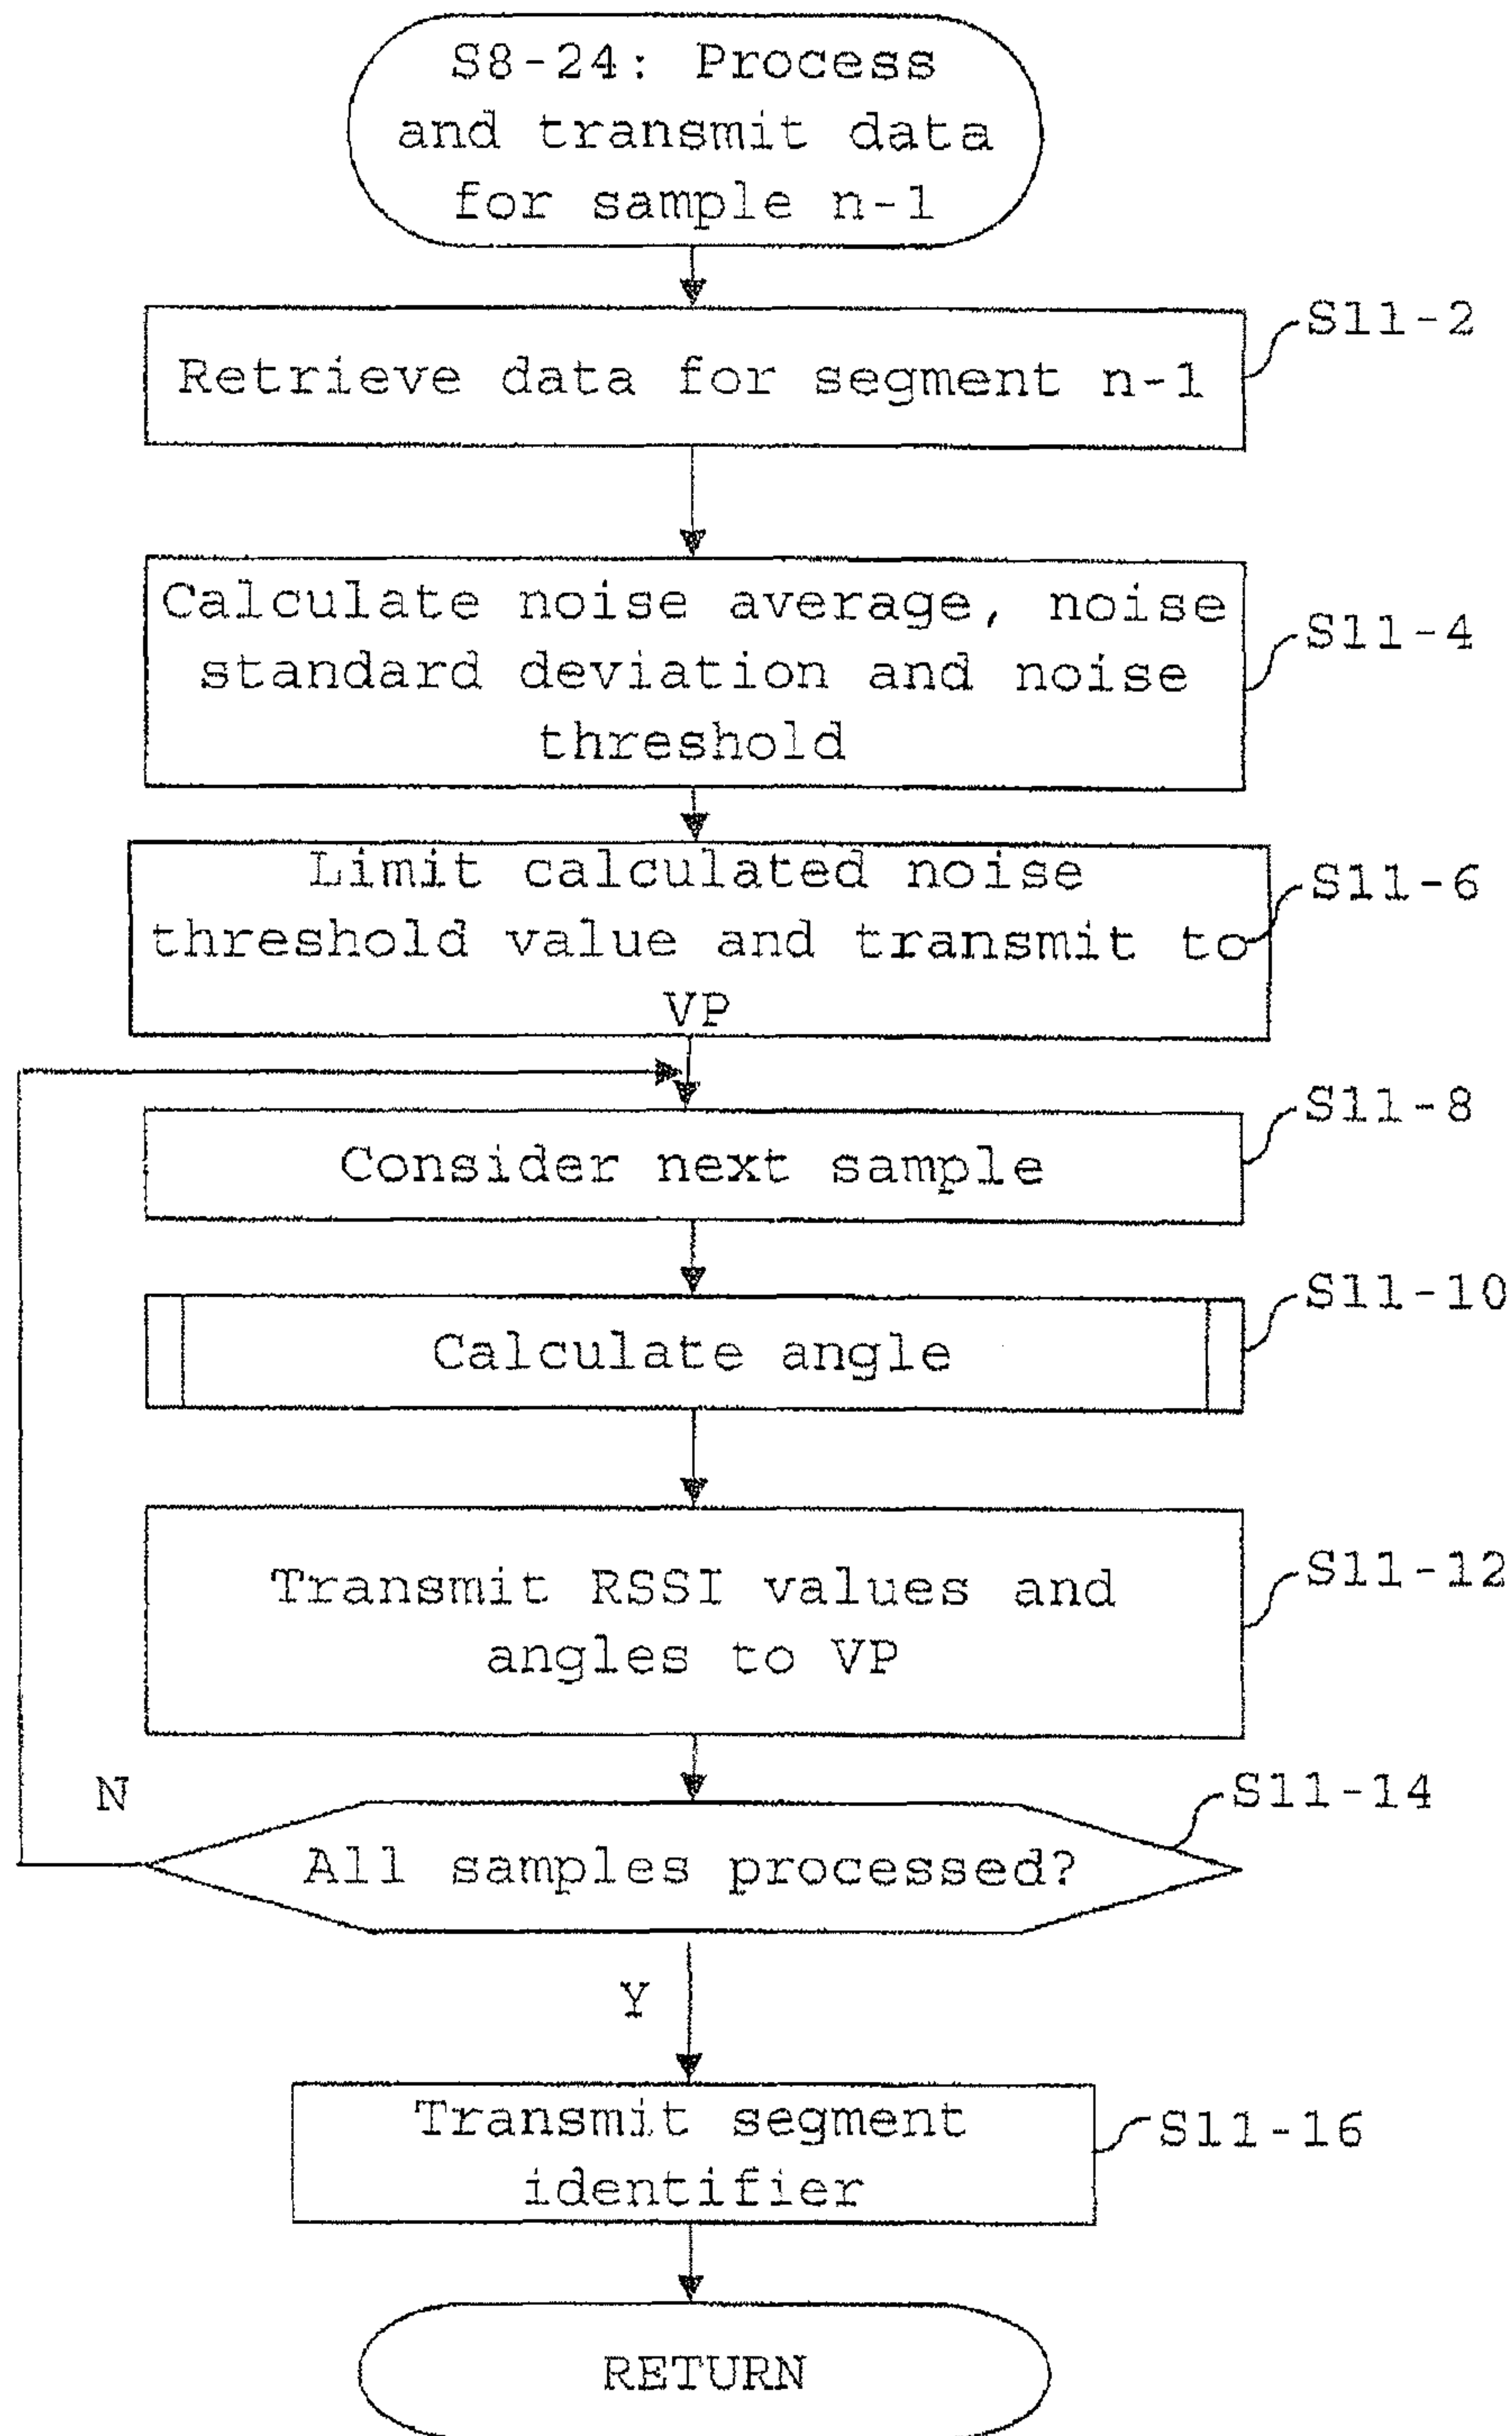 S8-24: Process
and transmit data
for sample n-1
S11-2
Retrieve data for segment n-1
Calculate noise average, noise
S11-4
standard deviation and noise
threshold
Limit calculated noise
S11-6
threshold value and transmit to
VP
S11-8
Consider next sample
S11-10
Calculate angle
S11-12
Transmit RSSI values and
angles to VP
N
S11-14
All samples processed?
Y
Transmit segment
S11-16
identifier
RETURN